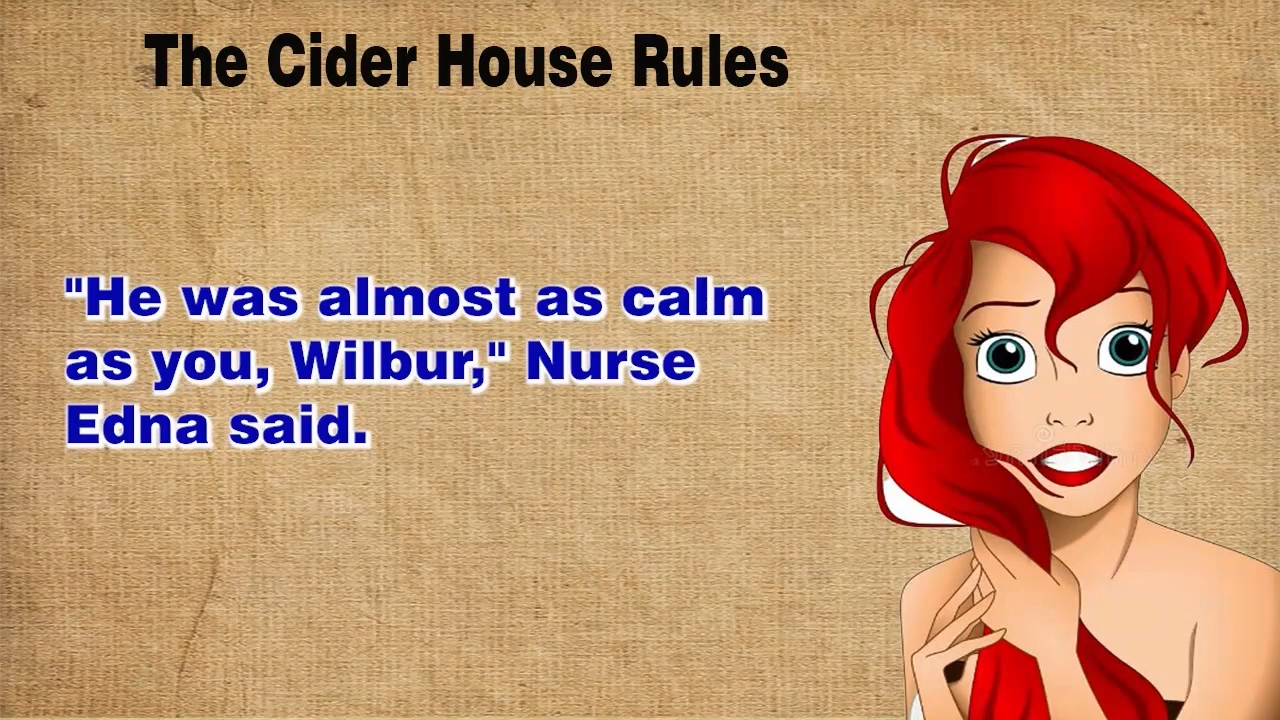 The Cider House Rules
"He was almost as calm
as you, Wilbur," Nurse
Edna said.